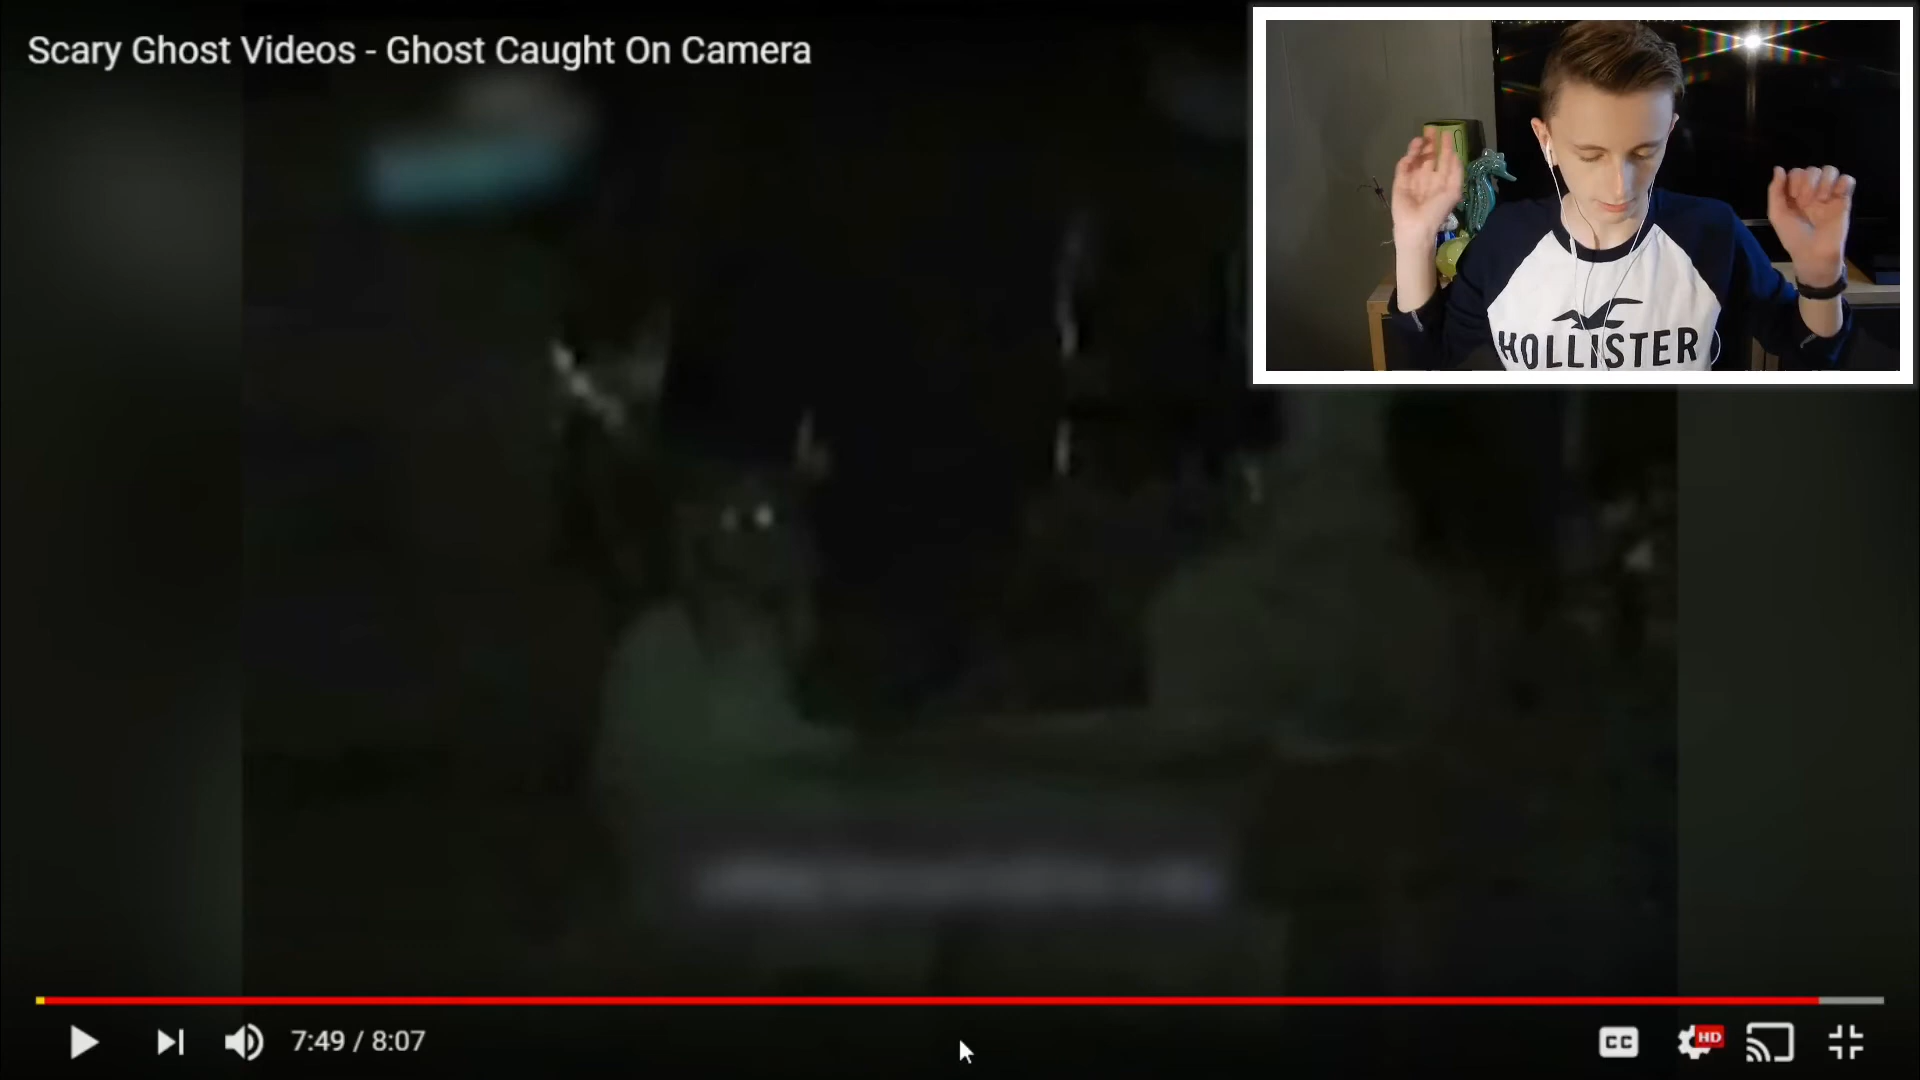 Scary Ghost Videos - Ghost Caught On Camera
HOLLISTER
7:49 / 8:07
CC
HD